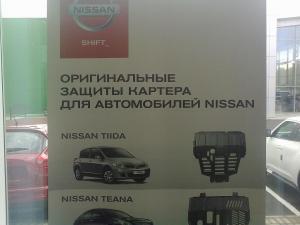 NISSAN
SHIFT_
ОРИГИНАЛЬНЫЕ
ЗАЩИТЫ КАРТЕРА
ДЛЯ АВТОМОБИЛЕЙ NISSAN
NISSAN TIIDA
NISSAN TEANA